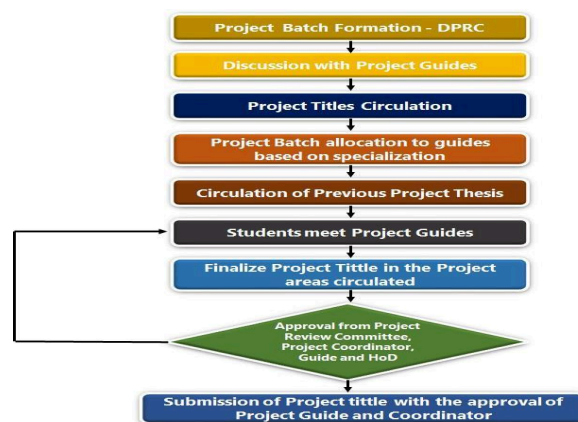 Project Batch Formation - DPRC
Discussion with Project Guides
Project Titles Circulation
Project Batch allocation to guides
based on specialization
Circulation of Previous Project Thesis
Students meet Project Guides
Finalize Project Tittle in the Project
areas circulated
Approval from Project
Review Committee,
Project Coordinator,
Guide and HoD
Submission of Project tittle with the approval of
Project Guide and Coordinator